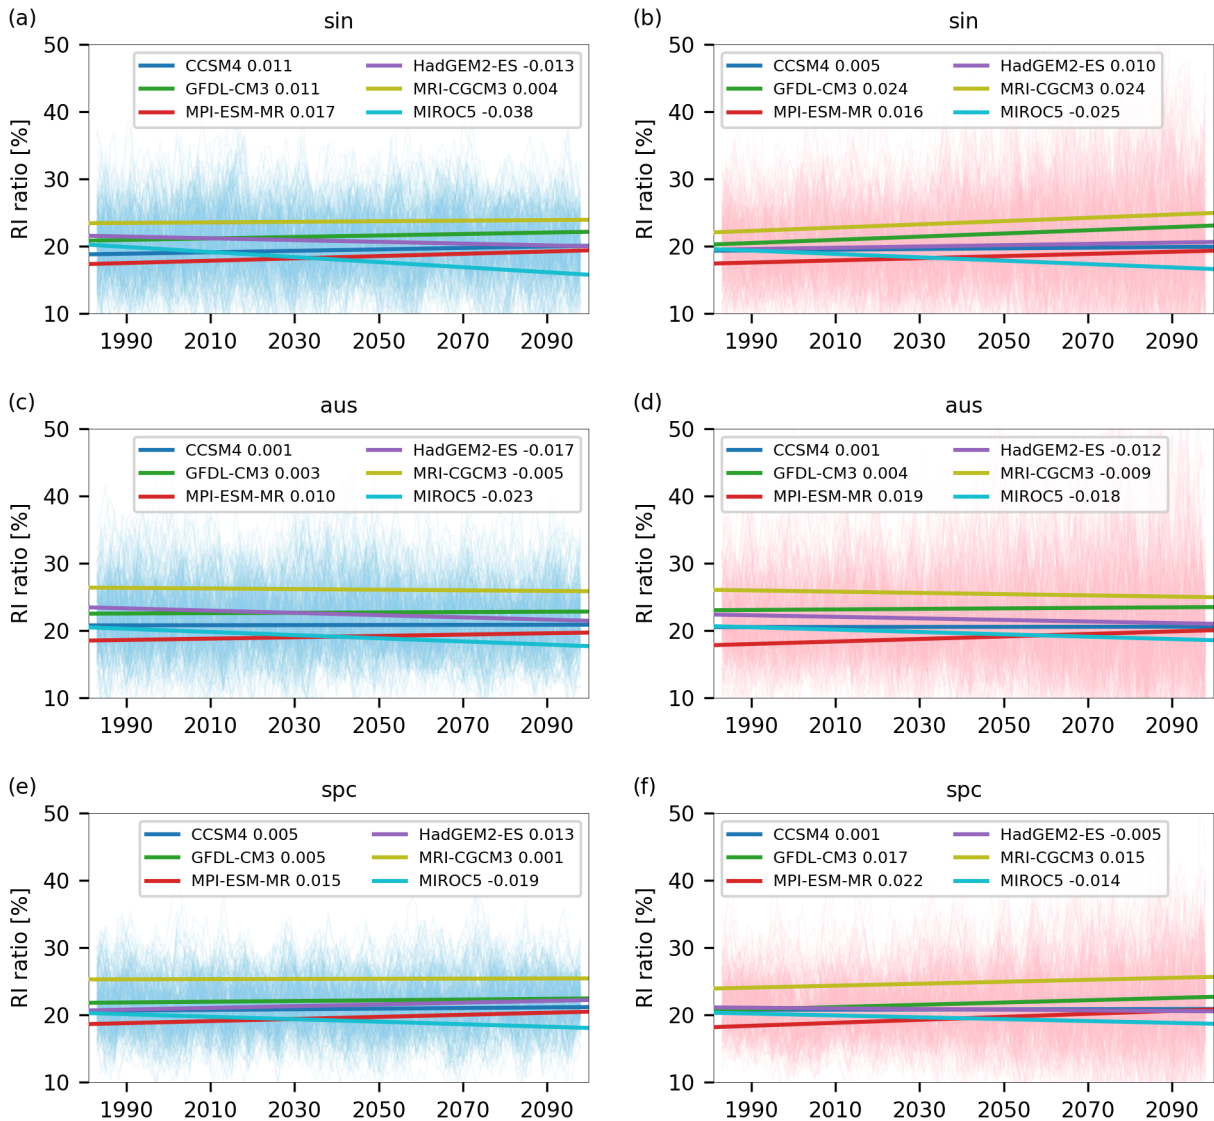 (a)
sin
RI ratio [%]
50
40
30
20
10
CCSM4 0.011
GFDL-CM3 0.011
MPI-ESM-MR 0.017
HadGEM2-ES -0.013
MRI-CGCM3 0.004
MIROC5 -0.038
1990 2010 2030 2050 2070 2090
(b)
sin
RI ratio [%]
50
40
30
20
10
CCSM4 0.005
GFDL-CM3 0.024
MPI-ESM-MR 0.016
HadGEM2-ES 0.010
MRI-CGCM3 0.024
MIROC5 -0.025
1990 2010 2030 2050 2070 2090
(c)
aus
RI ratio [%]
50
40
30
20
10
CCSM4 0.001
GFDL-CM3 0.003
MPI-ESM-MR 0.010
HadGEM2-ES -0.017
MRI-CGCM3 -0.005
MIROC5 -0.023
1990 2010 2030 2050 2070 2090
(d)
aus
RI ratio [%]
50
40
30
20
10
CCSM4 0.001
GFDL-CM3 0.004
MPI-ESM-MR 0.019
HadGEM2-ES -0.012
MRI-CGCM3 -0.009
MIROC5 -0.018
1990 2010 2030 2050 2070 2090
(e)
spc
RI ratio [%]
50
40
30
20
10
CCSM4 0.005
GFDL-CM3 0.005
MPI-ESM-MR 0.015
HadGEM2-ES 0.013
MRI-CGCM3 0.001
MIROC5 -0.019
1990 2010 2030 2050 2070 2090
(f)
spc
RI ratio [%]
50
40
30
20
10
CCSM4 0.001
GFDL-CM3 0.017
MPI-ESM-MR 0.022
HadGEM2-ES -0.005
MRI-CGCM3 0.015
MIROC5 -0.014
1990 2010 2030 2050 2070 2090